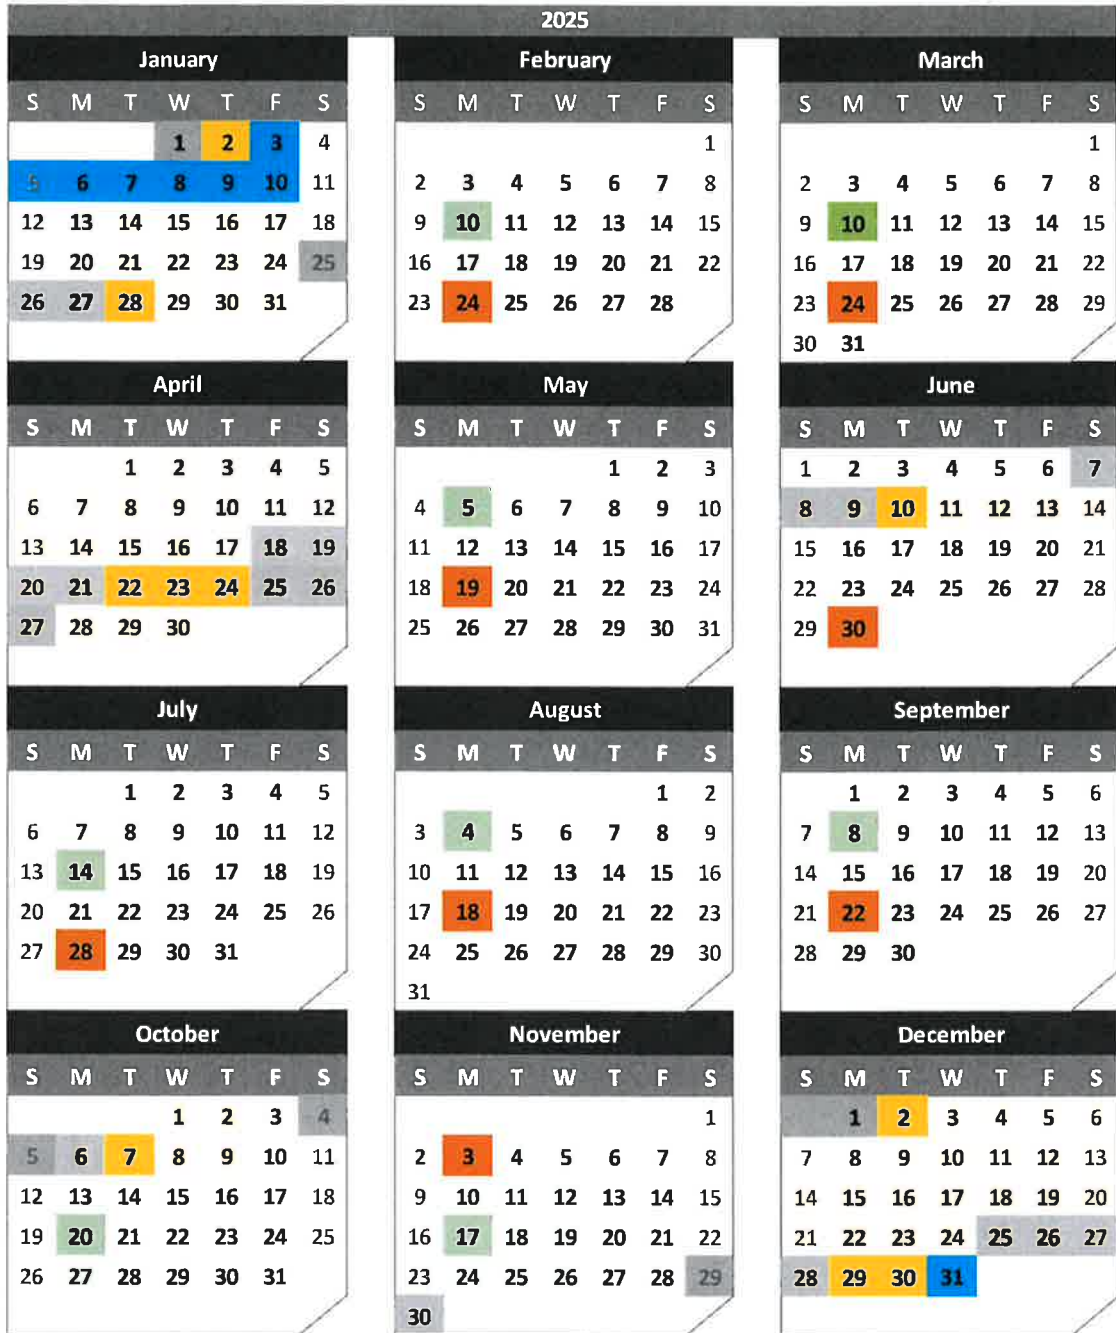 2025
January
S M T W T F S
1 2 3 4
5 6 7 8 9 10 11
12 13 14 15 16 17 18
19 20 21 22 23 24 25
26 27 28 29 30 31
February
S M T W T F S
1
2 3 4 5 6 7 8
9 10 11 12 13 14 15
16 17 18 19 20 21 22
23 24 25 26 27 28
March
S M T W T F S
1
2 3 4 5 6 7 8
9 10 11 12 13 14 15
16 17 18 19 20 21 22
23 24 25 26 27 28 29
30 31
April
S M T W T F S
1 2 3 4 5
6 7 8 9 10 11 12
13 14 15 16 17 18 19
20 21 22 23 24 25 26
27 28 29 30
May
S M T W T F S
1 2 3
4 5 6 7 8 9 10
11 12 13 14 15 16 17
18 19 20 21 22 23 24
25 26 27 28 29 30 31
June
S M T W T F S
1 2 3 4 5 6 7
8 9 10 11 12 13 14
15 16 17 18 19 20 21
22 23 24 25 26 27 28
29 30
July
S M T W T F S
1 2 3 4 5
6 7 8 9 10 11 12
13 14 15 16 17 18 19
20 21 22 23 24 25 26
27 28 29 30 31
August
S M T W T F S
1 2
3 4 5 6 7 8 9
10 11 12 13 14 15 16
17 18 19 20 21 22 23
24 25 26 27 28 29 30
31
September
S M T W T F S
1 2 3 4 5 6
7 8 9 10 11 12 13
14 15 16 17 18 19 20
21 22 23 24 25 26 27
28 29 30
October
S M T W T F S
1 2 3 4
5 6 7 8 9 10 11
12 13 14 15 16 17 18
19 20 21 22 23 24 25
26 27 28 29 30 31
November
S M T W T F S
1
2 3 4 5 6 7 8
9 10 11 12 13 14 15
16 17 18 19 20 21 22
23 24 25 26 27 28 29
30
December
S M T W T F S
1 2 3 4 5 6
7 8 9 10 11 12 13
14 15 16 17 18 19 20
21 22 23 24 25 26 27
28 29 30 31